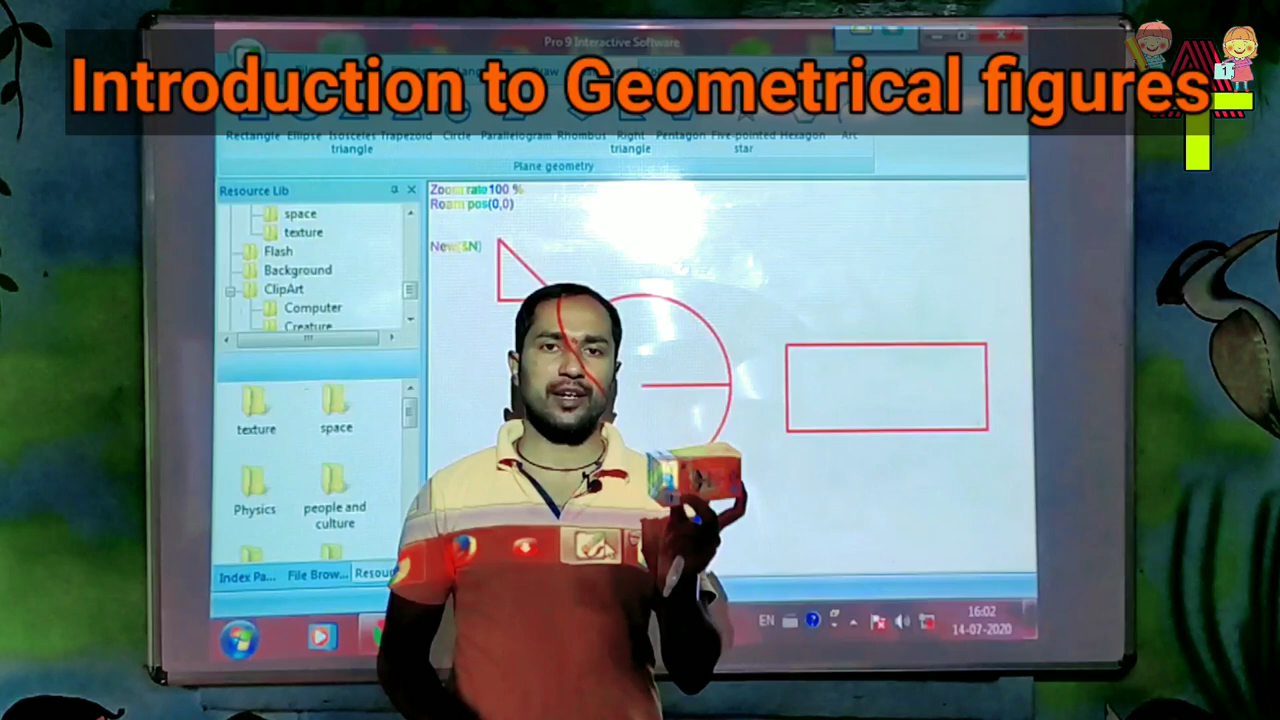 Pro 9 Interactive Software
Introduction to Geometrical figures
Rectangle Ellipse Isosceles triangle Trapezoid Circle Parallelogram Rhombus Right triangle Pentagon Five-pointed star Hexagon Arc
Plane geometry
Resource Lib
space
texture
Flash
Background
ClipArt
Computer
Creature
Zoom rate 100 %
Roam pos(0,0)
New(&N)
texture space
Physics people and culture
Index Pa... File Brow... Resour
EN
16:02
14-07-2020